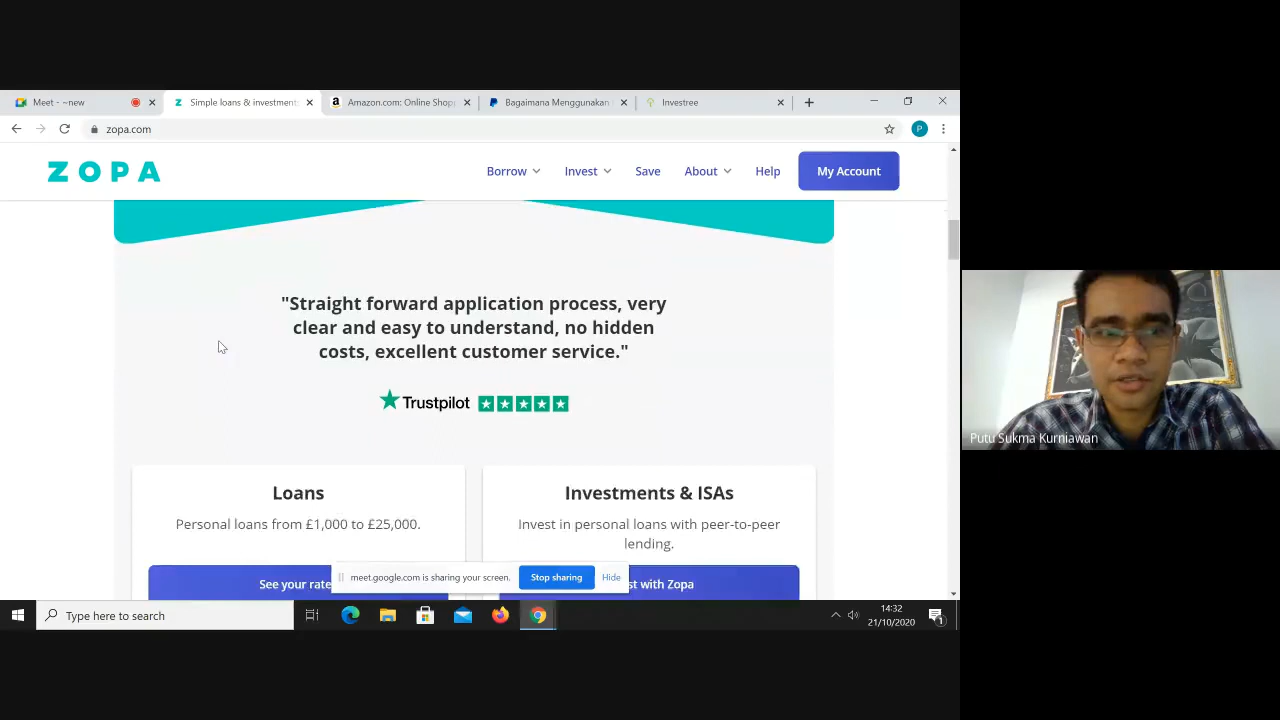 Meet - ~new
Simple loans & investments
Amazon.com: Online Shopp
Bagaimana Menggunakan
Investree
zopa.com
P
ZOPA
Borrow
Invest
Save
About
Help
My Account
"Straight forward application process, very
clear and easy to understand, no hidden
costs, excellent customer service."
Trustpilot
Loans
Investments & ISAs
Personal loans from £1,000 to £25,000.
Invest in personal loans with peer-to-peer
lending.
See your rate
st with Zopa
meet.google.com is sharing your screen.
Stop sharing
Hide
Type here to search
14:32
21/10/2020
1
Putu Sukma Kurniawan